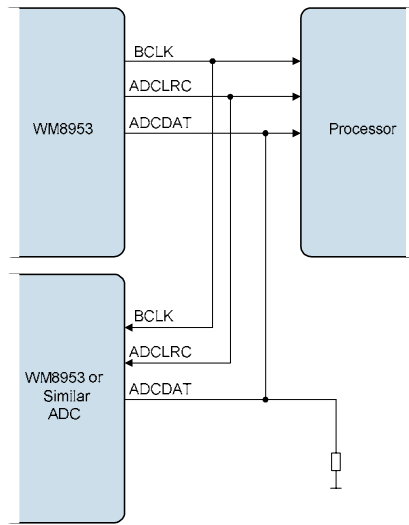 BCLK
ADCLRC
ADCDAT
WM8953
Processor
BCLK
ADCLRC
ADCDAT
WM8953 or
Similar
ADC